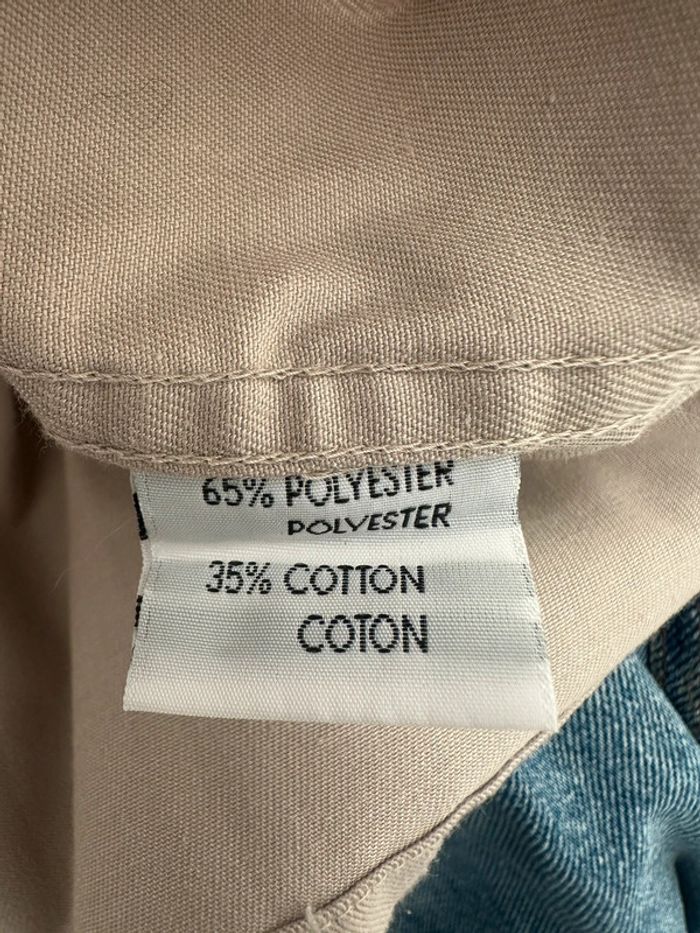 65% POLYESTER
POLYESTER
35% COTTON
COTON